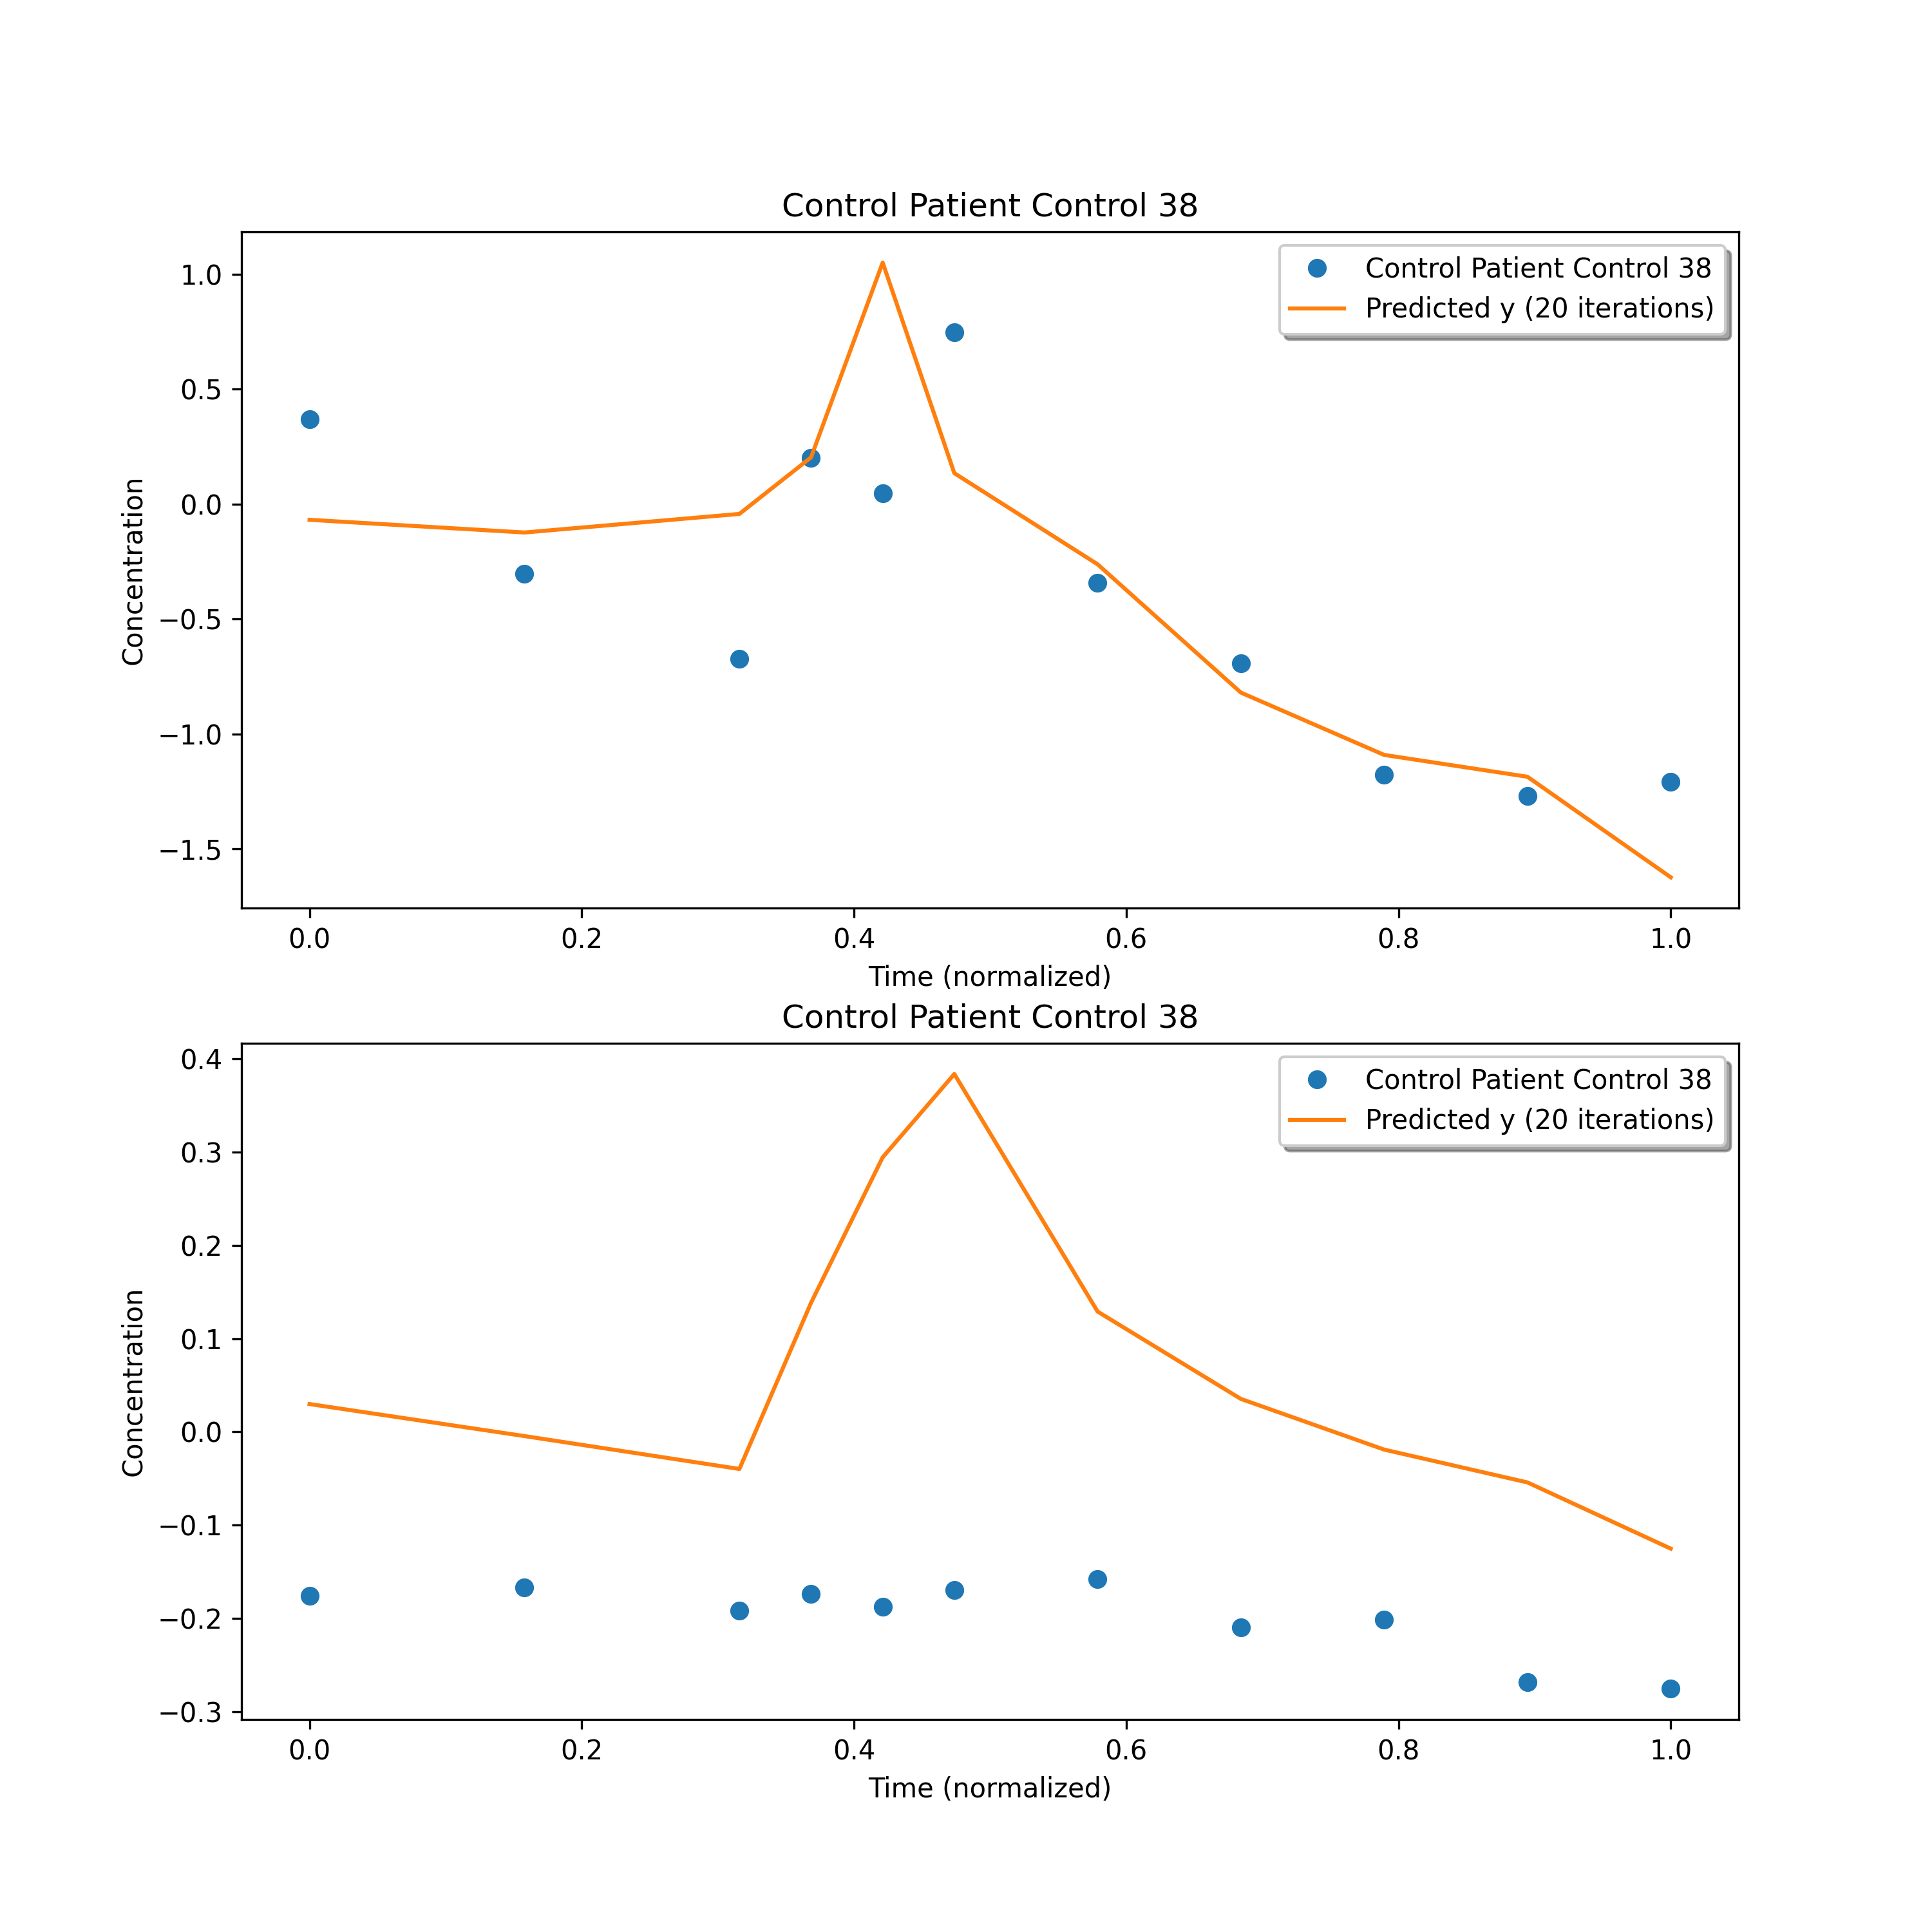 Control Patient Control 38
Control Patient Control 38
Predicted y (20 iterations)
1.0
0.5
0.0
−0.5
−1.0
−1.5
Concentration
0.0 0.2 0.4 0.6 0.8 1.0
Time (normalized)
Control Patient Control 38
Control Patient Control 38
Predicted y (20 iterations)
0.4
0.3
0.2
0.1
0.0
−0.1
−0.2
−0.3
Concentration
0.0 0.2 0.4 0.6 0.8 1.0
Time (normalized)